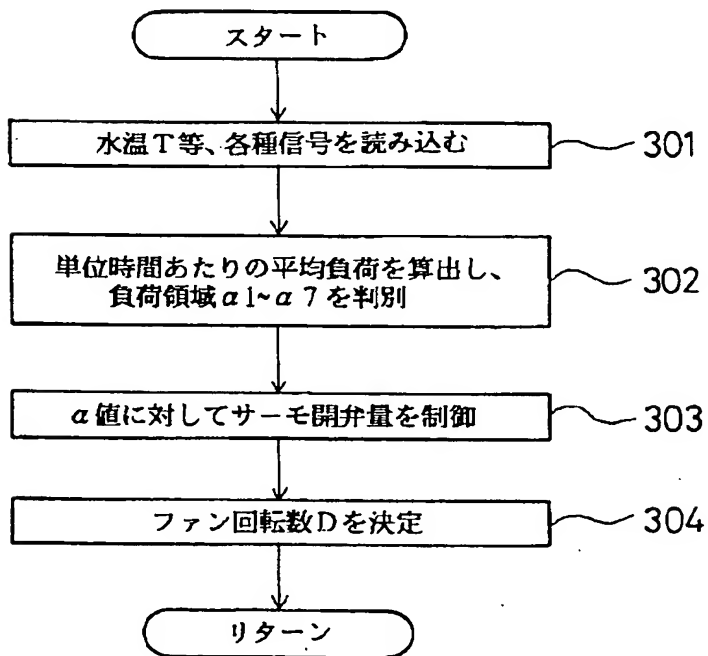 スタート
水温T等、各種信号を読み込む
301
単位時間あたりの平均負荷を算出し、
負荷領域α1~α7を判別
302
α値に対してサーモ開弁量を制御
303
ファン回転数Dを決定
304
リターン